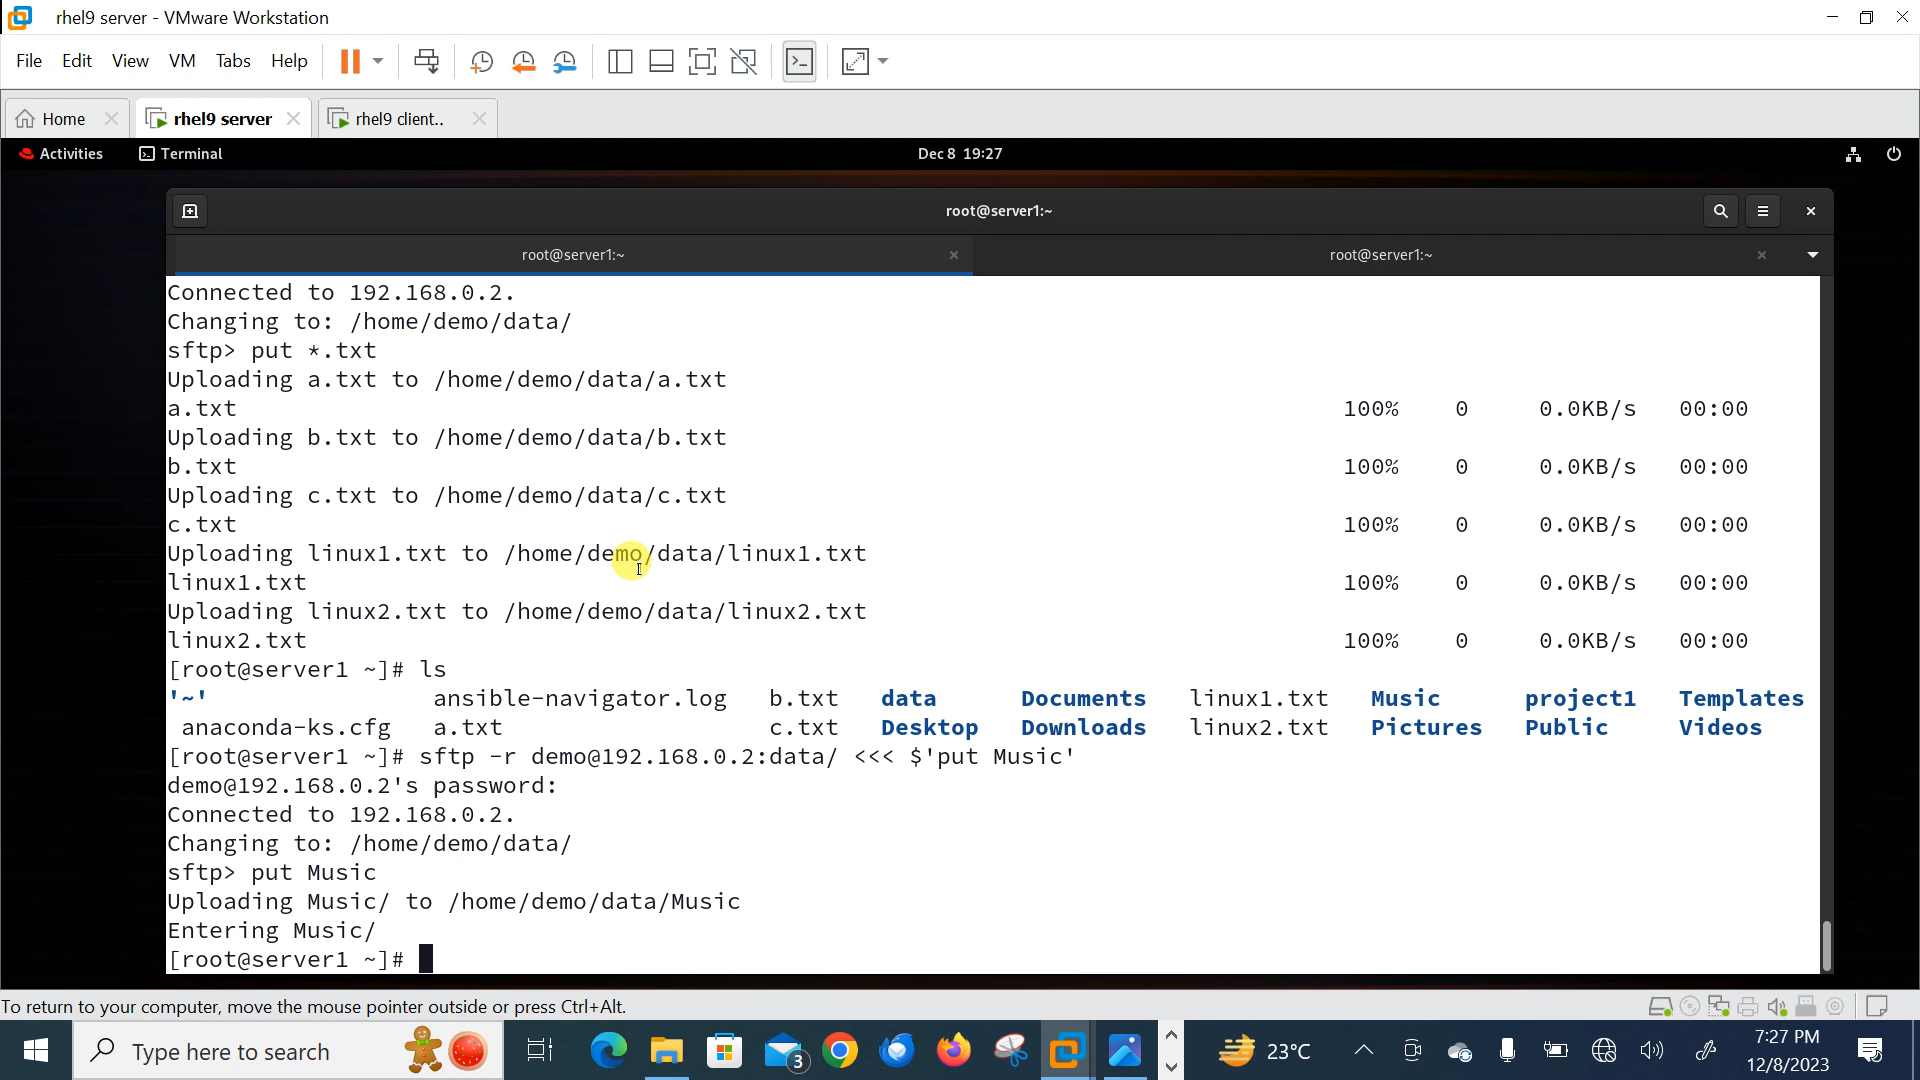 rhel9 server - VMware Workstation
File Edit View VM Tabs Help
Home rhel9 server rhel9 client..
Activities Terminal Dec 8 19:27
root@server1:~
root@server1:~ root@server1:~
Connected to 192.168.0.2.
Changing to: /home/demo/data/
sftp> put *.txt
Uploading a.txt to /home/demo/data/a.txt
a.txt 100% 0 0.0KB/s 00:00
Uploading b.txt to /home/demo/data/b.txt
b.txt 100% 0 0.0KB/s 00:00
Uploading c.txt to /home/demo/data/c.txt
c.txt 100% 0 0.0KB/s 00:00
Uploading linux1.txt to /home/demo/data/linux1.txt
linux1.txt 100% 0 0.0KB/s 00:00
Uploading linux2.txt to /home/demo/data/linux2.txt
linux2.txt 100% 0 0.0KB/s 00:00
[root@server1 ~]# ls
'~' ansible-navigator.log b.txt data Documents linux1.txt Music project1 Templates
anaconda-ks.cfg a.txt c.txt Desktop Downloads linux2.txt Pictures Public Videos
[root@server1 ~]# sftp -r demo@192.168.0.2:data/ <<< $'put Music'
demo@192.168.0.2's password:
Connected to 192.168.0.2.
Changing to: /home/demo/data/
sftp> put Music
Uploading Music/ to /home/demo/data/Music
Entering Music/
[root@server1 ~]#
To return to your computer, move the mouse pointer outside or press Ctrl+Alt.
Type here to search 3 23°C 7:27 PM
12/8/2023